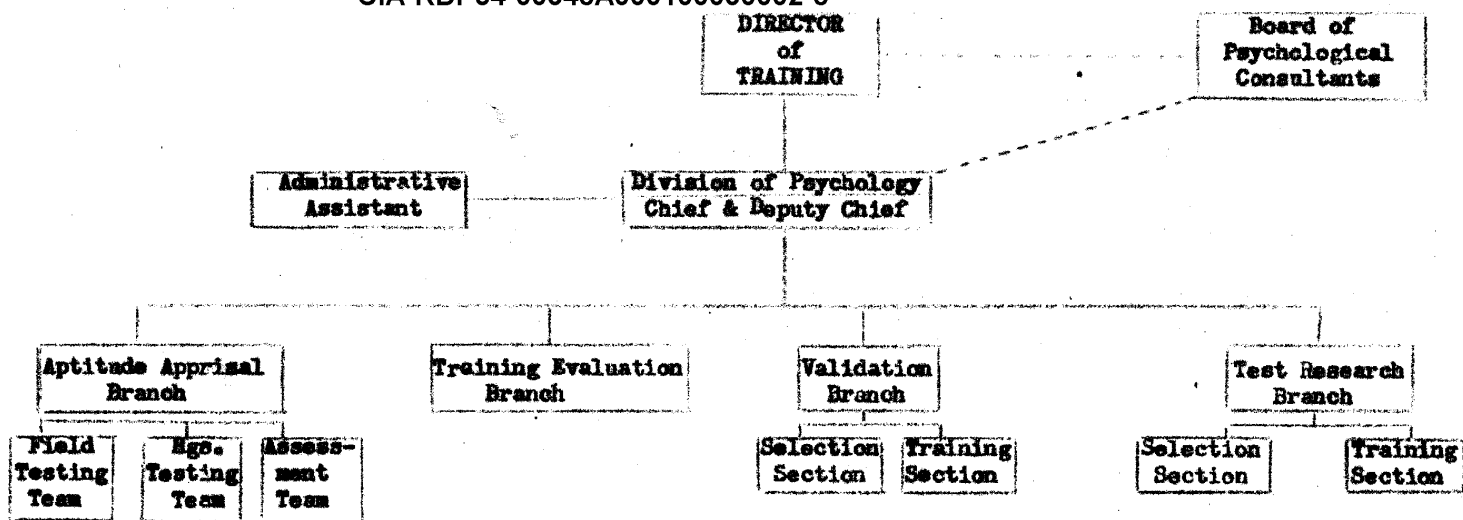 DIRECTOR
of
TRAINING
Board of
Psychological
Consultants
Administrative
Assistant
Division of Psychology
Chief & Deputy Chief
Aptitude Apprisal
Branch
Training Evaluation
Branch
Validation
Branch
Test Research
Branch
Field
Testing
Team
Hgs.
Testing
Team
Assess-
ment
Team
Selection
Section
Training
Section
Selection
Section
Training
Section